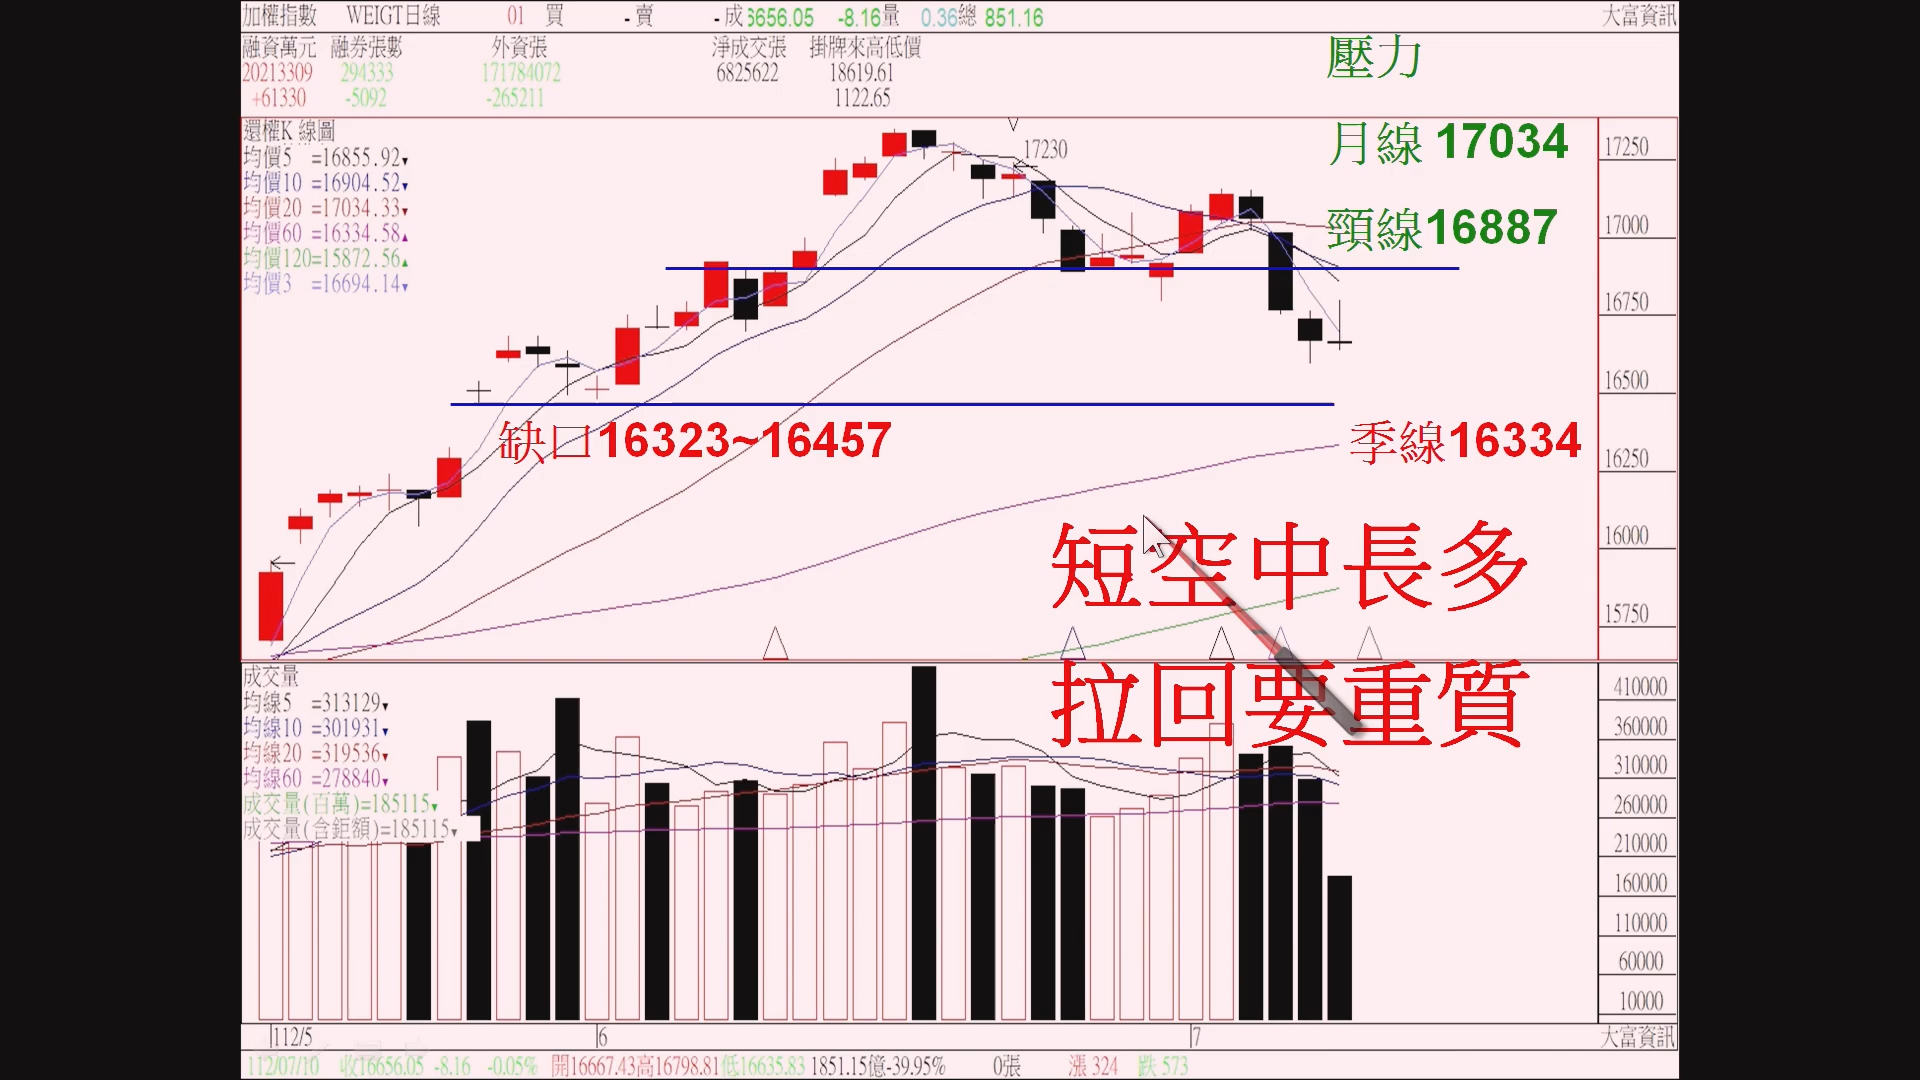 加權指數 WEIGT日線 01 買 - 賣 - 成 6656.05 -8.16量 0.36總 851.16 大富資訊
融資萬元 融券張數 外資張 淨成交張 掛牌來高低價
20213309 294333 171784072 6825622 18619.61
+61330 -5092 -265211 1122.65
壓力
月線 17034
頸線16887
還權K 線圖
均價5 =16855.92▼
均價10 =16904.52▼
均價20 =17034.33▼
均價60 =16334.58▲
均價120=15872.56▲
均價3 =16694.14▼
17230
17250
17000
16750
16500
16250
16000
15750
缺口16323~16457
季線16334
短空中長多
拉回要重質
成交量
均線5 =313129▼
均線10 =301931▼
均線20 =319536▼
均線60 =278840▼
成交量(百萬)=185115▼
成交量(含鉅額)=185115▼
410000
360000
310000
260000
210000
160000
110000
60000
10000
112/5 6 7 大富資訊
112/07/10 收16656.05 -8.16 -0.05% 開16667.43高16798.81低16635.83 1851.15億-39.95% 0張 漲 324 跌 573